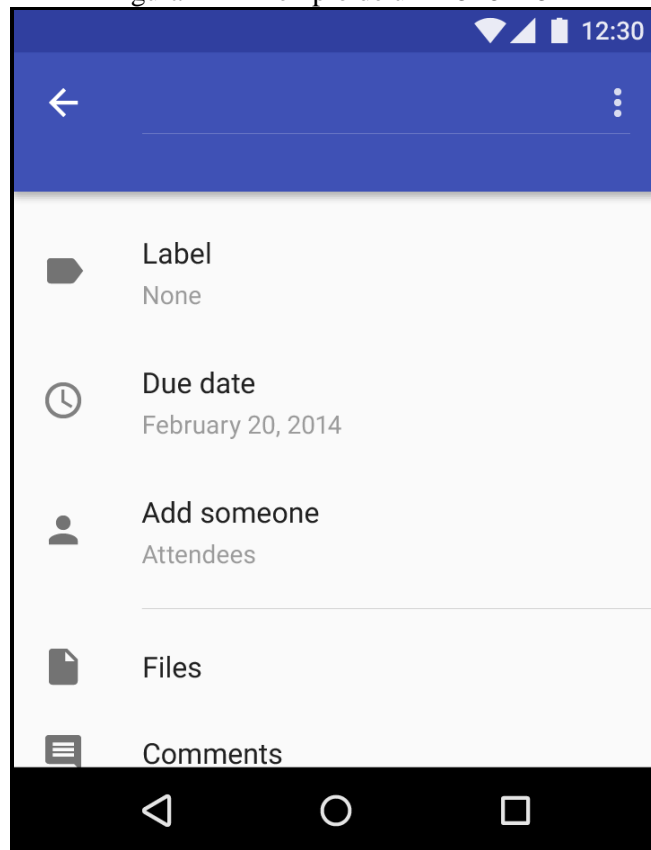 12:30
Label
None
Due date
February 20, 2014
Add someone
Attendees
Files
Comments